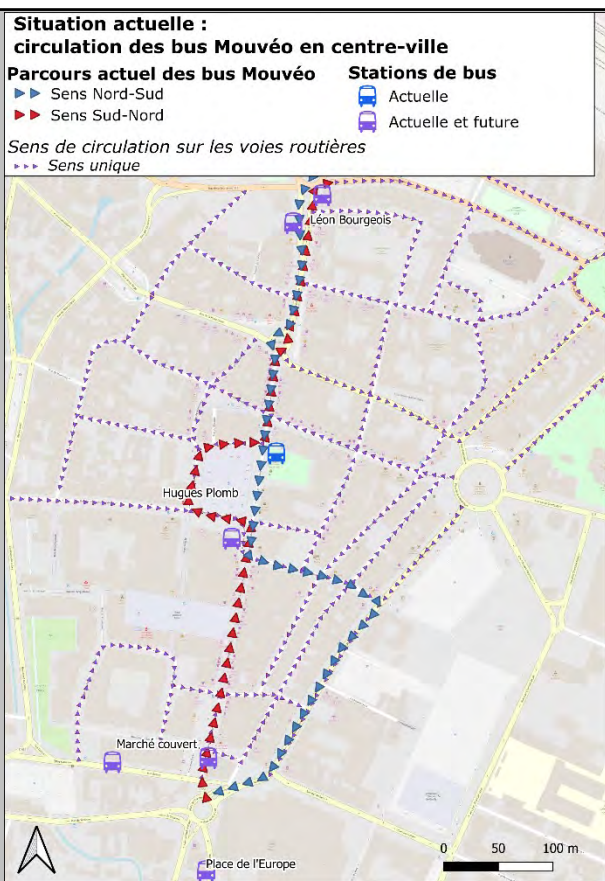 Situation actuelle :
circulation des bus Mouvéo en centre-ville
Parcours actuel des bus Mouvéo
Sens Nord-Sud
Sens Sud-Nord
Stations de bus
Actuelle
Actuelle et future
Sens de circulation sur les voies routières
Sens unique
Léon Bourgeois
Hugues Plomb
Marché couvert
Place de l'Europe
0 50 100 m